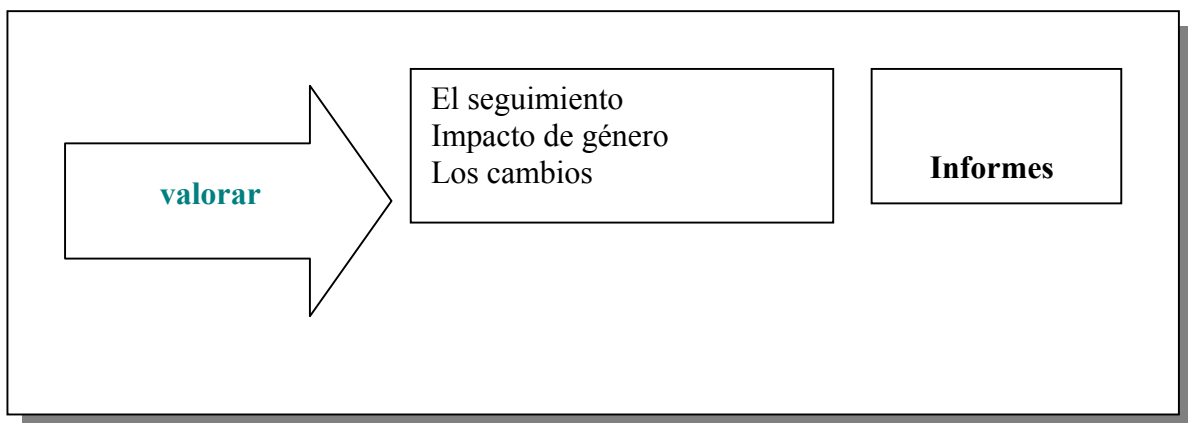 valorar
El seguimiento
Impacto de género
Los cambios
Informes